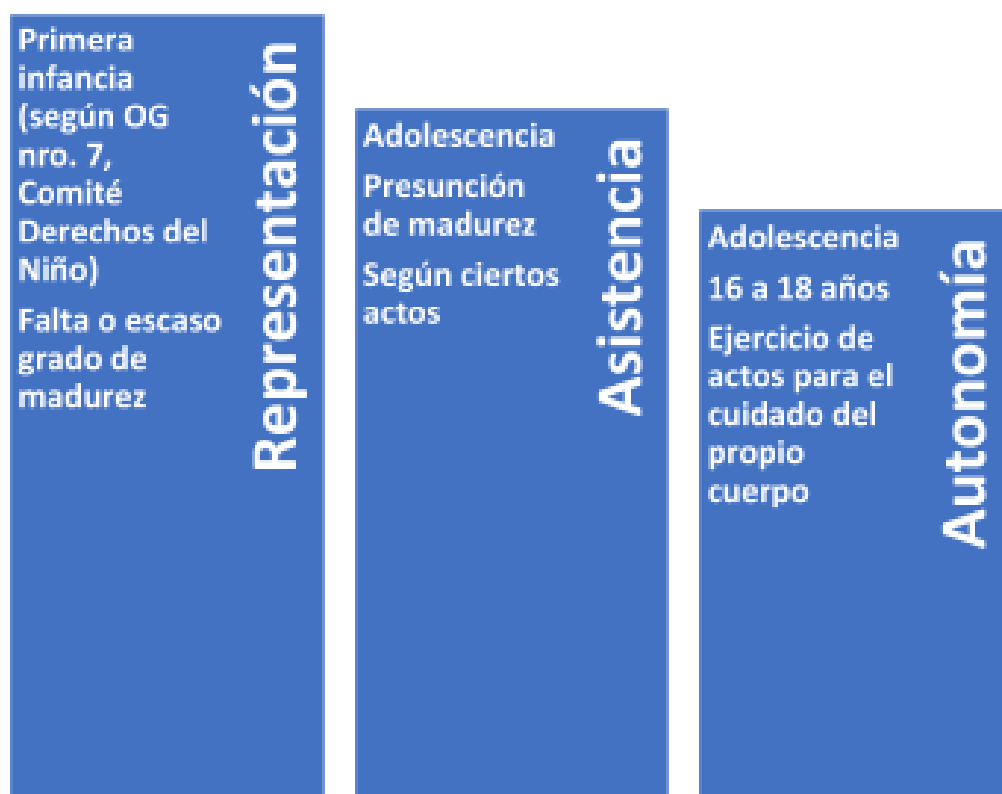 Primera
infancia
(según OG
nro. 7,
Comité
Derechos del
Niño)
Falta o escaso
grado de
madurez
Representación
Adolescencia
Presunción
de madurez
Según ciertos
actos
Asistencia
Adolescencia
16 a 18 años
Ejercicio de
actos para el
cuidado del
propio
cuerpo
Autonomía